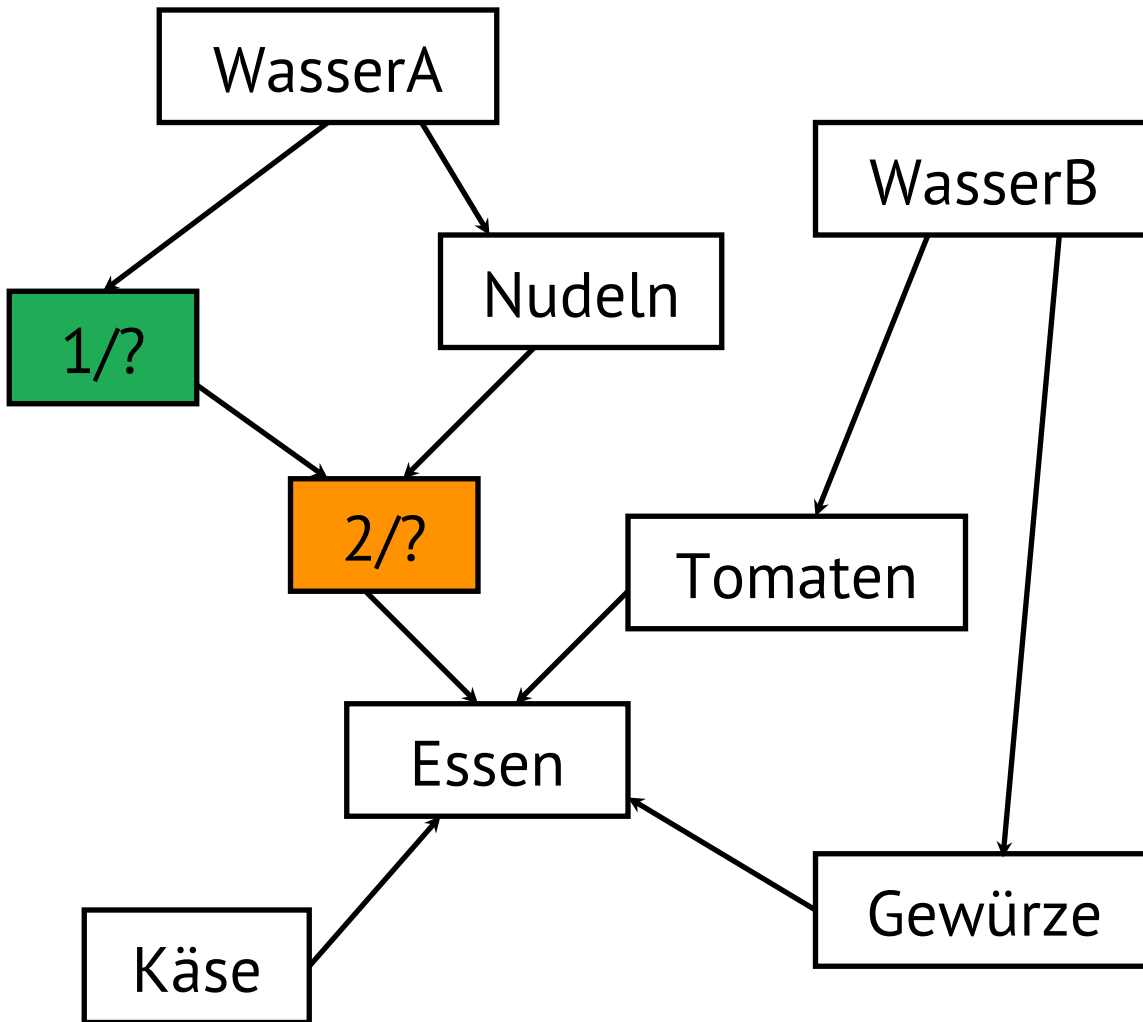 WasserA
WasserB
Nudeln
1/?
2/?
Tomaten
Essen
Gewürze
Käse